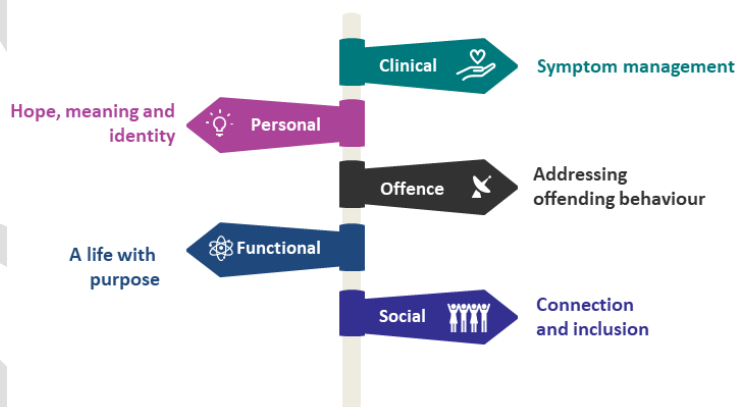 Clinical
Symptom management
Hope, meaning and
identity
Personal
Offence
Addressing
offending behaviour
A life with
purpose
Functional
Social
Connection
and inclusion